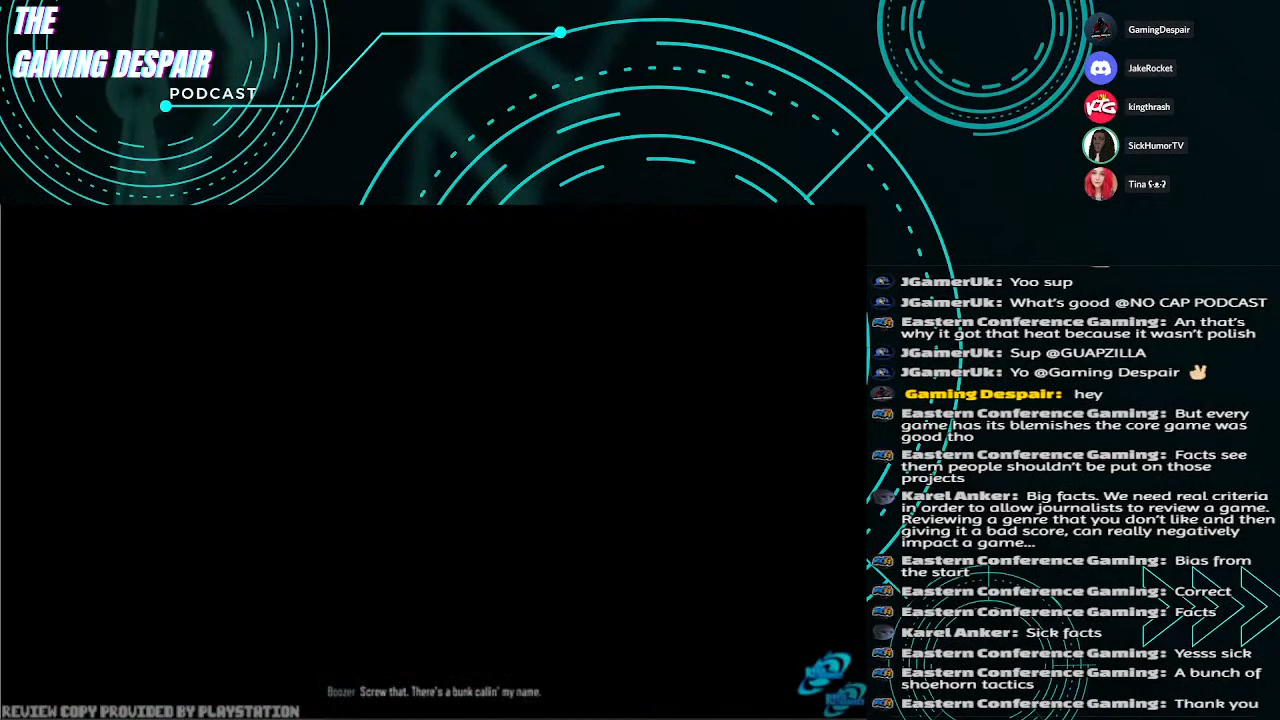 THE
GAMING DESPAIR
PODCAST
GamingDespair
JakeRocket
kingthrash
SickHumorTV
Tina ʕ·ᴥ·ʔ
JGamerUk: Yoo sup
JGamerUk: What's good @NO CAP PODCAST
Eastern Conference Gaming: An that's
why it got that heat because it wasn't polish
JGamerUk: Sup @GUAPZILLA
JGamerUk: Yo @Gaming Despair ✌🏻
Gaming Despair: hey
Eastern Conference Gaming: But every
game has its blemishes the core game was
good tho
Eastern Conference Gaming: Facts see
them people shouldn't be put on those
projects
Karel Anker: Big facts. We need real criteria
in order to allow journalists to review a game.
Reviewing a genre that you don't like and then
giving it a bad score, can really negatively
impact a game...
Eastern Conference Gaming: Bias from
the start
Eastern Conference Gaming: Correct
Eastern Conference Gaming: Facts
Karel Anker: Sick facts
Eastern Conference Gaming: Yesss sick
Eastern Conference Gaming: A bunch of
shoehorn tactics
Eastern Conference Gaming: Thank you
Boozer Screw that. There's a bunk callin' my name.
REVIEW COPY PROVIDED BY PLAYSTATION